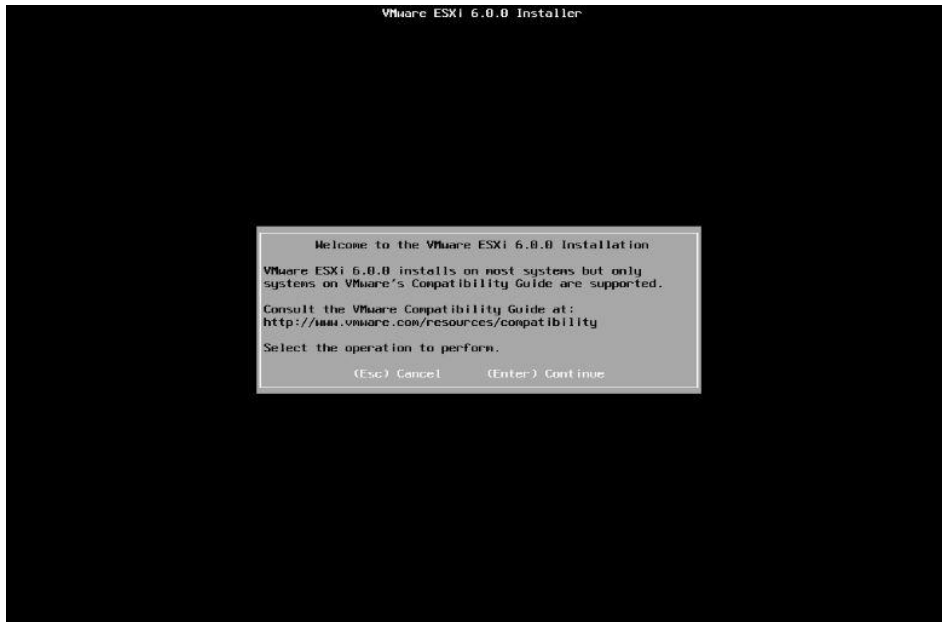 VMware ESXi 6.0.0 Installer
Welcome to the VMware ESXi 6.0.0 Installation
VMware ESXi 6.0.0 installs on most systems but only
systems on VMware's Compatibility Guide are supported.
Consult the VMware Compatibility Guide at:
http://www.vmware.com/resources/compatibility
Select the operation to perform.
(Esc) Cancel (Enter) Continue